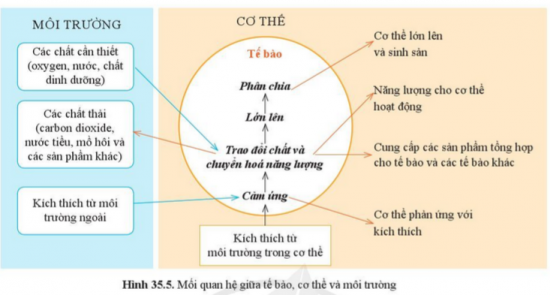 MÔI TRƯỜNG
CƠ THỂ
Các chất cần thiết
(oxygen, nước, chất
dinh dưỡng)
Các chất thải
(carbon dioxide,
nước tiểu, mồ hôi và
các sản phẩm khác)
Kích thích từ môi
trường ngoài
Tế bào
Phân chia
Lớn lên
Trao đổi chất và
chuyển hoá năng lượng
Cảm ứng
Kích thích từ
môi trường trong cơ thể
Cơ thể lớn lên
và sinh sản
Năng lượng cho cơ thể
hoạt động
Cung cấp các sản phẩm tổng hợp
cho tế bào và các tế bào khác
Cơ thể phản ứng với
kích thích
Hình 35.5. Mối quan hệ giữa tế bào, cơ thể và môi trường